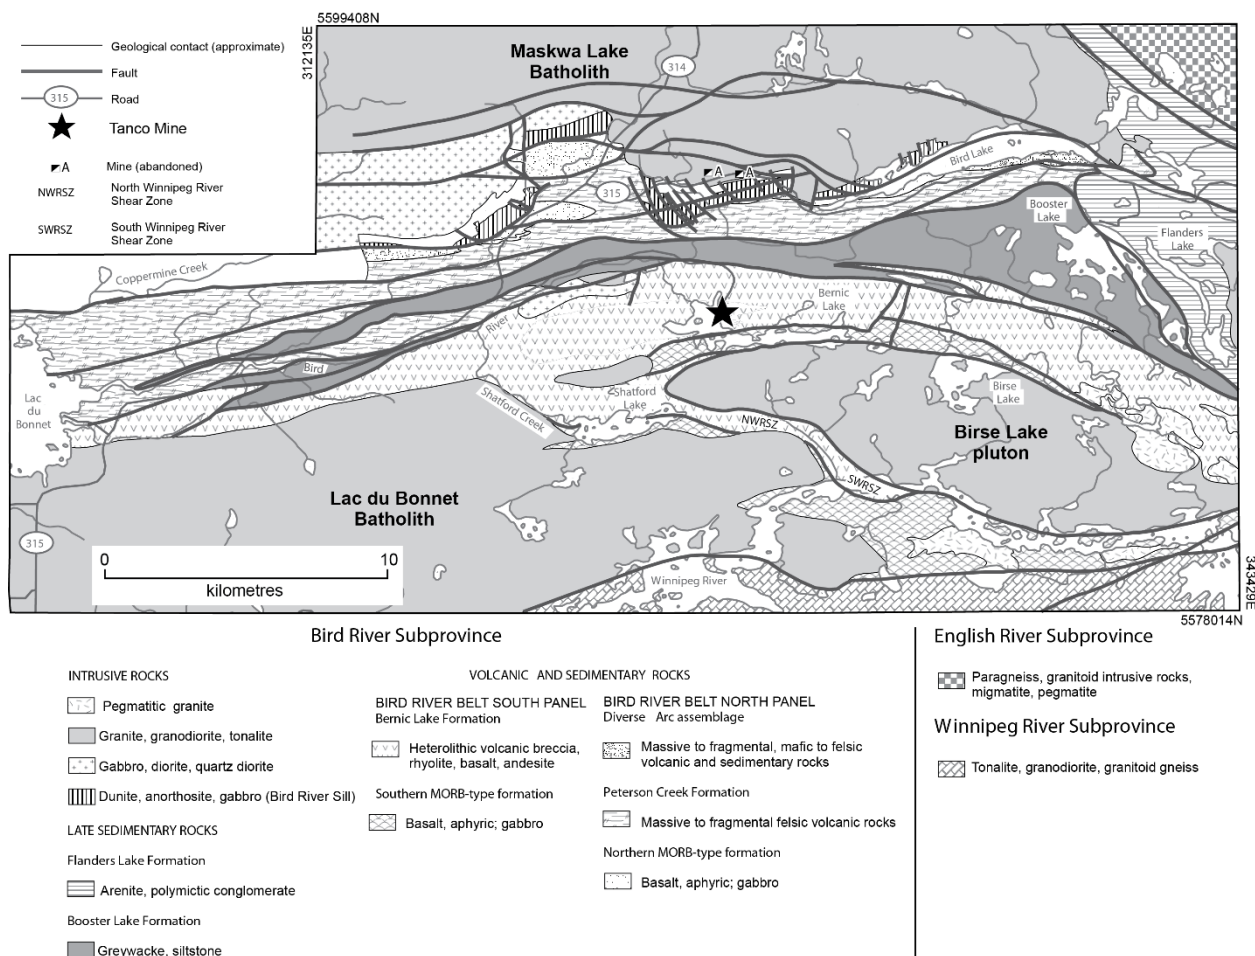 5599408N
312135E
Geological contact (approximate)
Fault
315
Road
Tanco Mine
A
Mine (abandoned)
NWRSZ
North Winnipeg River
Shear Zone
SWRSZ
South Winnipeg River
Shear Zone
Maskwa Lake
Batholith
314
A
A
315
Bird Lake
Booster
Lake
Flanders
Lake
Coppermine Creek
Bernic
Lake
River
Bird
Lac
du
Bonnet
Shatford
Lake
Shatford Creek
Birse
Lake
NWRSZ
Birse Lake
pluton
SWRSZ
Lac du Bonnet
Batholith
315
0
10
kilometres
Winnipeg River
343429E
5578014N
Bird River Subprovince
INTRUSIVE ROCKS
Pegmatitic granite
Granite, granodiorite, tonalite
Gabbro, diorite, quartz diorite
Dunite, anorthosite, gabbro (Bird River Sill)
LATE SEDIMENTARY ROCKS
Flanders Lake Formation
Arenite, polymictic conglomerate
Booster Lake Formation
Greywacke, siltstone
VOLCANIC AND SEDIMENTARY ROCKS
BIRD RIVER BELT SOUTH PANEL
Bernic Lake Formation
Heterolithic volcanic breccia,
rhyolite, basalt, andesite
Southern MORB-type formation
Basalt, aphyric; gabbro
BIRD RIVER BELT NORTH PANEL
Diverse Arc assemblage
Massive to fragmental, mafic to felsic
volcanic and sedimentary rocks
Peterson Creek Formation
Massive to fragmental felsic volcanic rocks
Northern MORB-type formation
Basalt, aphyric; gabbro
English River Subprovince
Paragneiss, granitoid intrusive rocks,
migmatite, pegmatite
Winnipeg River Subprovince
Tonalite, granodiorite, granitoid gneiss